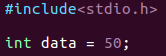 #include<stdio.h>
int data = 50;